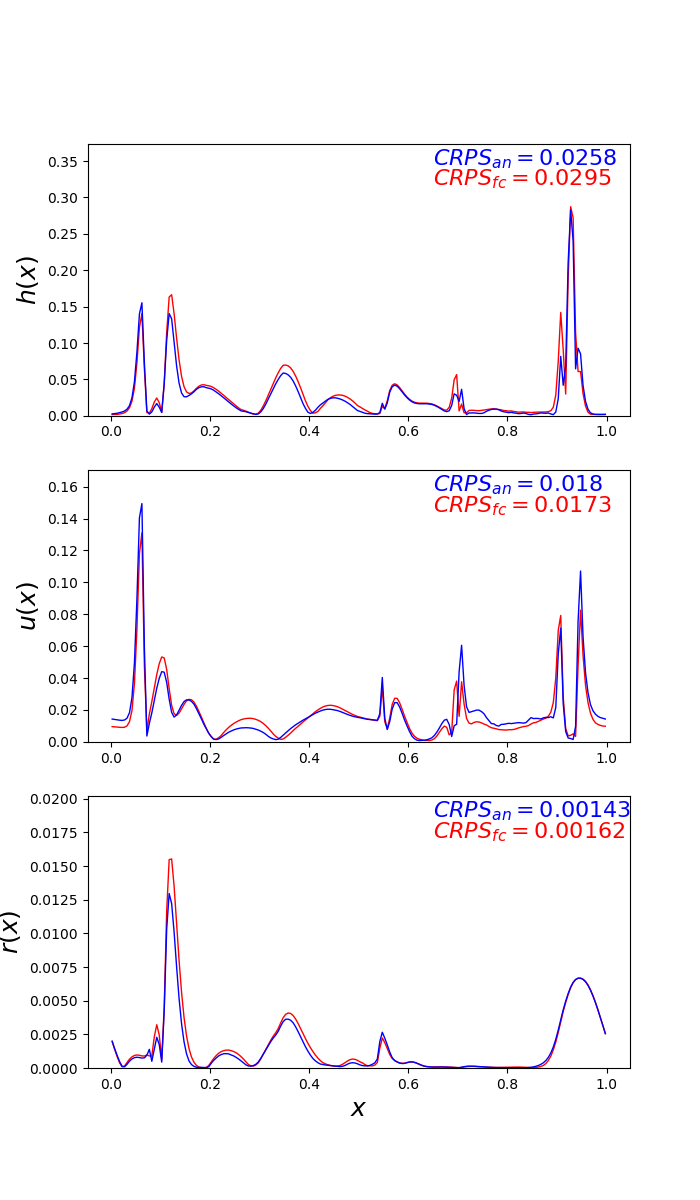 CRPS_an = 0.0258
CRPS_fc = 0.0295
0.35
0.30
0.25
0.20
0.15
0.10
0.05
0.00
h(x)
0.0 0.2 0.4 0.6 0.8 1.0
CRPS_an = 0.018
CRPS_fc = 0.0173
0.16
0.14
0.12
0.10
0.08
0.06
0.04
0.02
0.00
u(x)
0.0 0.2 0.4 0.6 0.8 1.0
CRPS_an = 0.00143
CRPS_fc = 0.00162
0.0200
0.0175
0.0150
0.0125
0.0100
0.0075
0.0050
0.0025
0.0000
r(x)
0.0 0.2 0.4 0.6 0.8 1.0
x